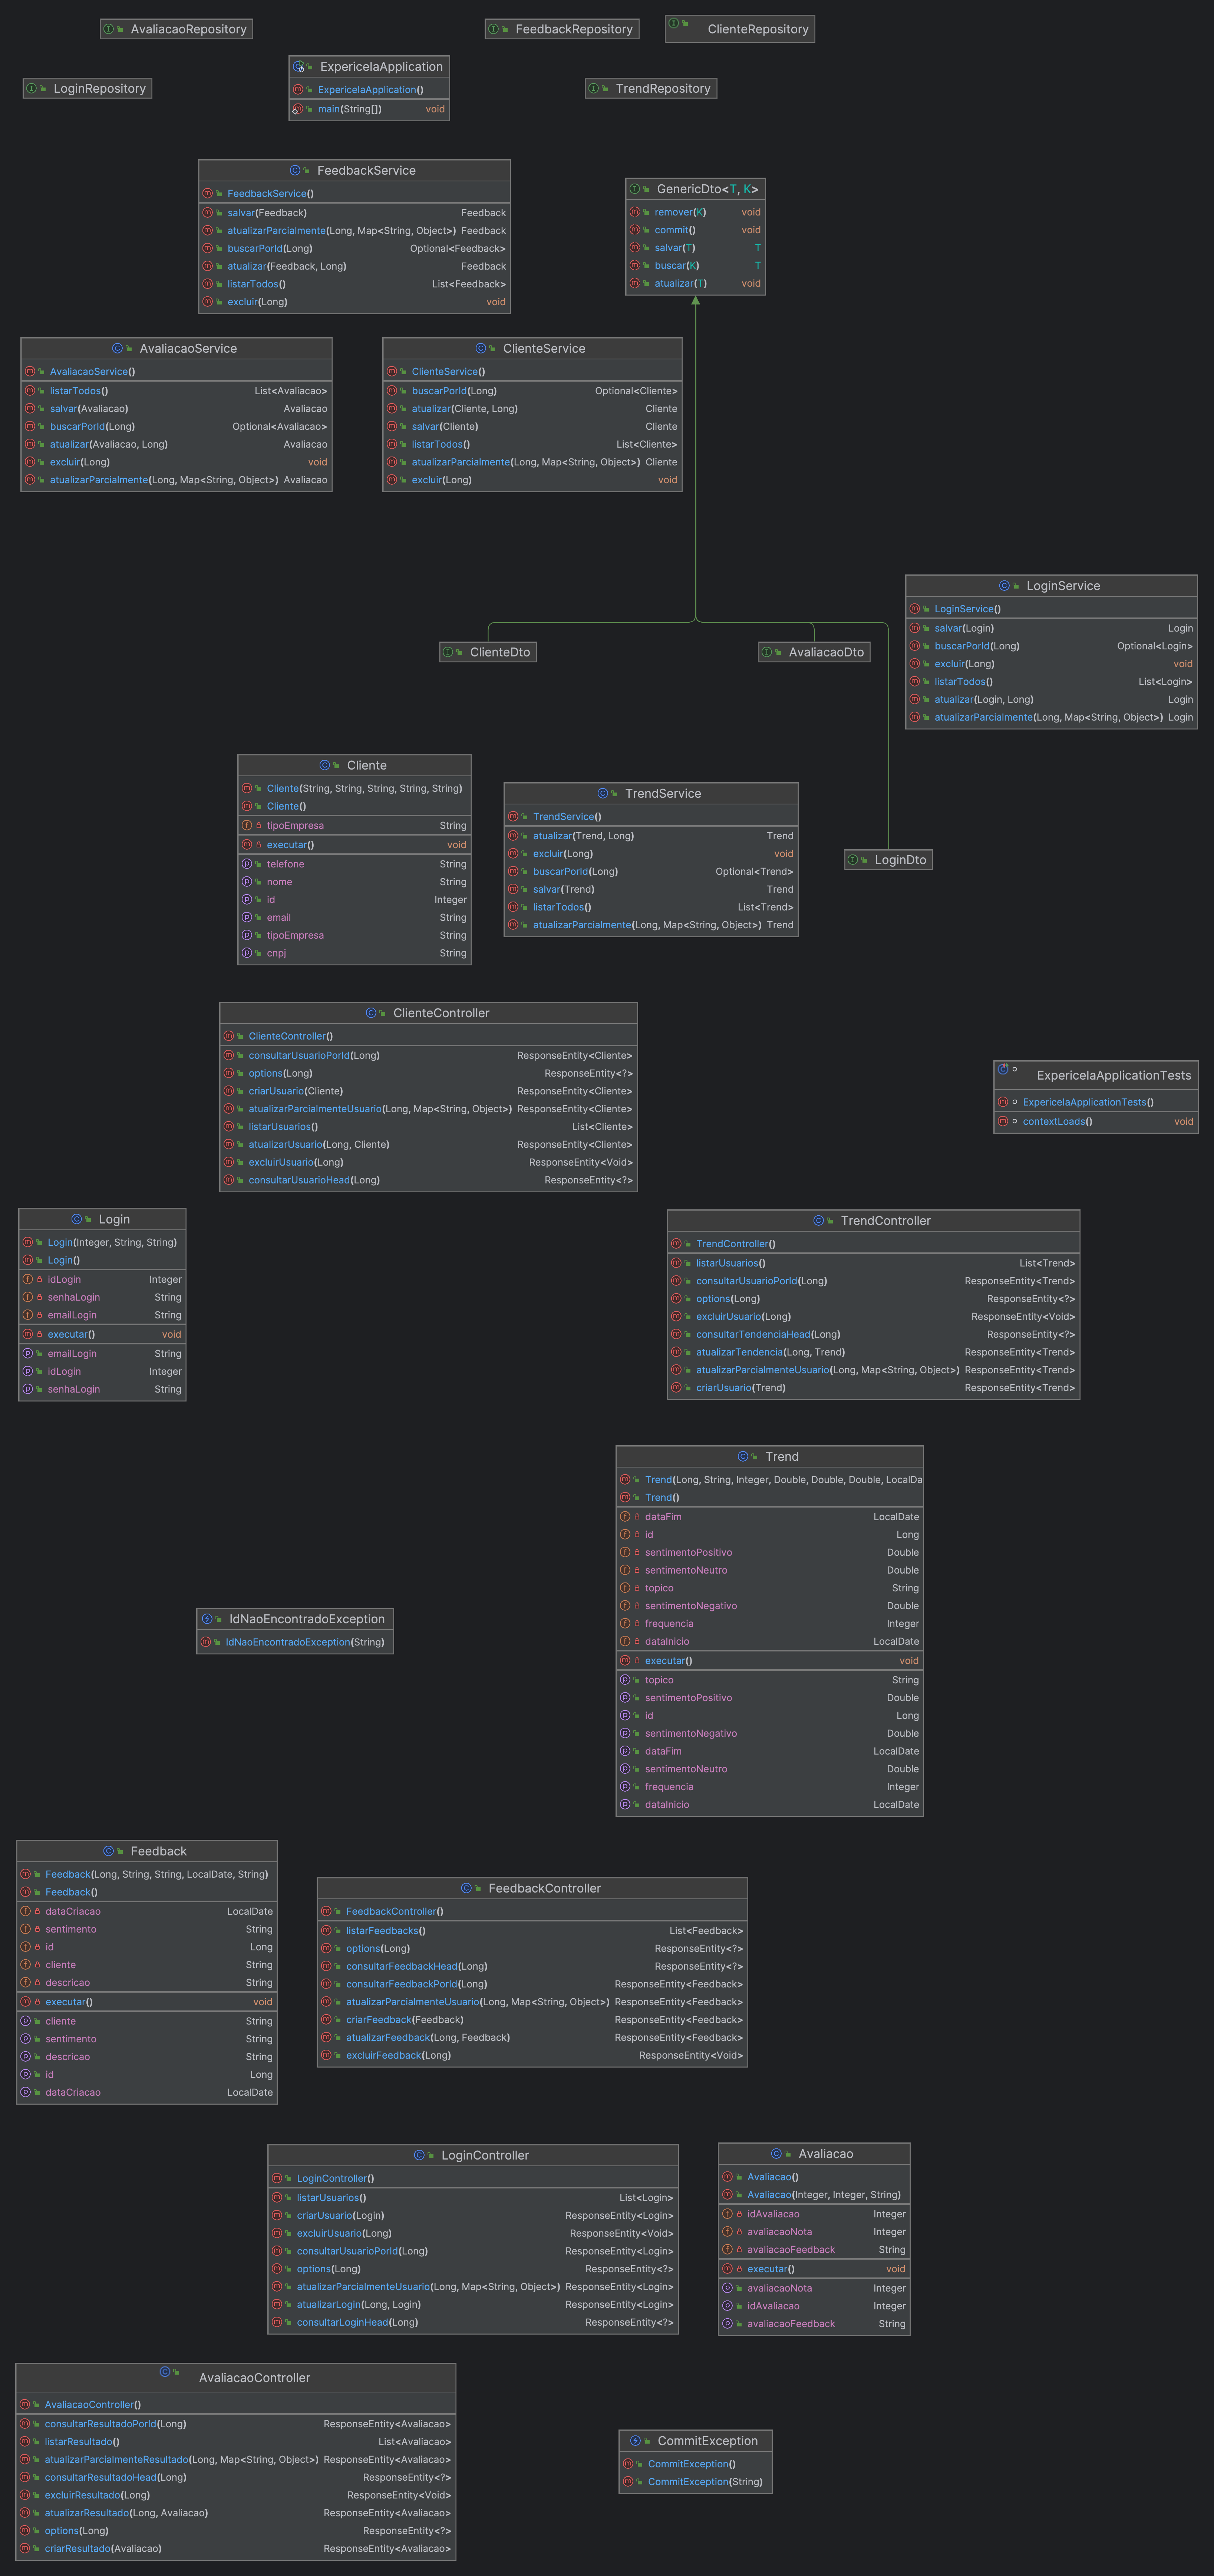 AvaliacaoRepository
FeedbackRepository
ClienteRepository
LoginRepository
ExpericeIaApplication
ExpericeIaApplication()
main(String[]) void
TrendRepository
FeedbackService
FeedbackService()
salvar(Feedback) Feedback
atualizarParcialmente(Long, Map<String, Object>) Feedback
buscarPorId(Long) Optional<Feedback>
atualizar(Feedback, Long) Feedback
listarTodos() List<Feedback>
excluir(Long) void
GenericDto<T, K>
remover(K) void
commit() void
salvar(T) T
buscar(K) T
atualizar(T) void
AvaliacaoService
AvaliacaoService()
listarTodos() List<Avaliacao>
salvar(Avaliacao) Avaliacao
buscarPorId(Long) Optional<Avaliacao>
atualizar(Avaliacao, Long) Avaliacao
excluir(Long) void
atualizarParcialmente(Long, Map<String, Object>) Avaliacao
ClienteService
ClienteService()
buscarPorId(Long) Optional<Cliente>
atualizar(Cliente, Long) Cliente
salvar(Cliente) Cliente
listarTodos() List<Cliente>
atualizarParcialmente(Long, Map<String, Object>) Cliente
excluir(Long) void
LoginService
LoginService()
salvar(Login) Login
buscarPorId(Long) Optional<Login>
excluir(Long) void
listarTodos() List<Login>
atualizar(Login, Long) Login
atualizarParcialmente(Long, Map<String, Object>) Login
ClienteDto
AvaliacaoDto
Cliente
Cliente(String, String, String, String, String)
Cliente()
tipoEmpresa String
executar() void
telefone String
nome String
id Integer
email String
tipoEmpresa String
cnpj String
TrendService
TrendService()
atualizar(Trend, Long) Trend
excluir(Long) void
buscarPorId(Long) Optional<Trend>
salvar(Trend) Trend
listarTodos() List<Trend>
atualizarParcialmente(Long, Map<String, Object>) Trend
LoginDto
ClienteController
ClienteController()
consultarUsuarioPorId(Long) ResponseEntity<Cliente>
options(Long) ResponseEntity<?>
criarUsuario(Cliente) ResponseEntity<Cliente>
atualizarParcialmenteUsuario(Long, Map<String, Object>) ResponseEntity<Cliente>
listarUsuarios() List<Cliente>
atualizarUsuario(Long, Cliente) ResponseEntity<Cliente>
excluirUsuario(Long) ResponseEntity<Void>
consultarUsuarioHead(Long) ResponseEntity<?>
ExpericeIaApplicationTests
ExpericeIaApplicationTests()
contextLoads() void
Login
Login(Integer, String, String)
Login()
idLogin Integer
senhaLogin String
emailLogin String
executar() void
emailLogin String
idLogin Integer
senhaLogin String
TrendController
TrendController()
listarUsuarios() List<Trend>
consultarUsuarioPorId(Long) ResponseEntity<Trend>
options(Long) ResponseEntity<?>
excluirUsuario(Long) ResponseEntity<Void>
consultarTendenciaHead(Long) ResponseEntity<?>
atualizarTendencia(Long, Trend) ResponseEntity<Trend>
atualizarParcialmenteUsuario(Long, Map<String, Object>) ResponseEntity<Trend>
criarUsuario(Trend) ResponseEntity<Trend>
Trend
Trend(Long, String, Integer, Double, Double, Double, LocalDa
Trend()
dataFim LocalDate
id Long
sentimentoPositivo Double
sentimentoNeutro Double
topico String
sentimentoNegativo Double
frequencia Integer
dataInicio LocalDate
executar() void
topico String
sentimentoPositivo Double
id Long
sentimentoNegativo Double
dataFim LocalDate
sentimentoNeutro Double
frequencia Integer
dataInicio LocalDate
IdNaoEncontradoException
IdNaoEncontradoException(String)
Feedback
Feedback(Long, String, String, LocalDate, String)
Feedback()
dataCriacao LocalDate
sentimento String
id Long
cliente String
descricao String
executar() void
cliente String
sentimento String
descricao String
id Long
dataCriacao LocalDate
FeedbackController
FeedbackController()
listarFeedbacks() List<Feedback>
options(Long) ResponseEntity<?>
consultarFeedbackHead(Long) ResponseEntity<?>
consultarFeedbackPorId(Long) ResponseEntity<Feedback>
atualizarParcialmenteUsuario(Long, Map<String, Object>) ResponseEntity<Feedback>
criarFeedback(Feedback) ResponseEntity<Feedback>
atualizarFeedback(Long, Feedback) ResponseEntity<Feedback>
excluirFeedback(Long) ResponseEntity<Void>
LoginController
LoginController()
listarUsuarios() List<Login>
criarUsuario(Login) ResponseEntity<Login>
excluirUsuario(Long) ResponseEntity<Void>
consultarUsuarioPorId(Long) ResponseEntity<Login>
options(Long) ResponseEntity<?>
atualizarParcialmenteUsuario(Long, Map<String, Object>) ResponseEntity<Login>
atualizarLogin(Long, Login) ResponseEntity<Login>
consultarLoginHead(Long) ResponseEntity<?>
Avaliacao
Avaliacao()
Avaliacao(Integer, Integer, String)
idAvaliacao Integer
avaliacaoNota Integer
avaliacaoFeedback String
executar() void
avaliacaoNota Integer
idAvaliacao Integer
avaliacaoFeedback String
AvaliacaoController
AvaliacaoController()
consultarResultadoPorId(Long) ResponseEntity<Avaliacao>
listarResultado() List<Avaliacao>
atualizarParcialmenteResultado(Long, Map<String, Object>) ResponseEntity<Avaliacao>
consultarResultadoHead(Long) ResponseEntity<?>
excluirResultado(Long) ResponseEntity<Void>
atualizarResultado(Long, Avaliacao) ResponseEntity<Avaliacao>
options(Long) ResponseEntity<?>
criarResultado(Avaliacao) ResponseEntity<Avaliacao>
CommitException
CommitException()
CommitException(String)